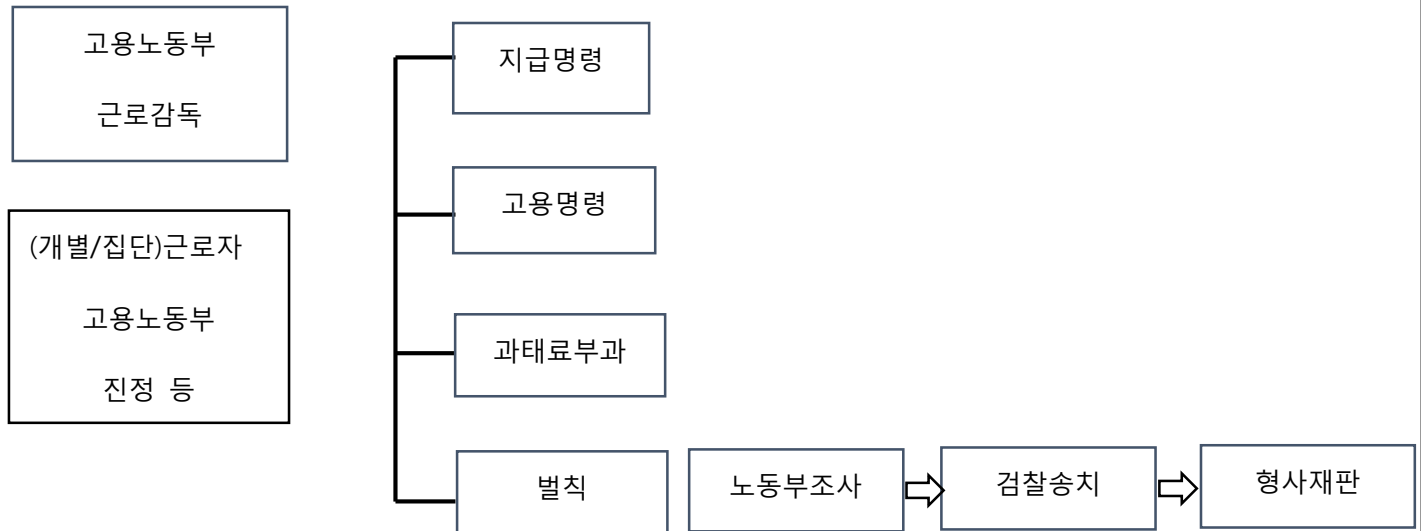 고용노동부
근로감독
(개별/집단)근로자
고용노동부
진정 등
지급명령
고용명령
과태료부과
벌칙
노동부조사
검찰송치
형사재판